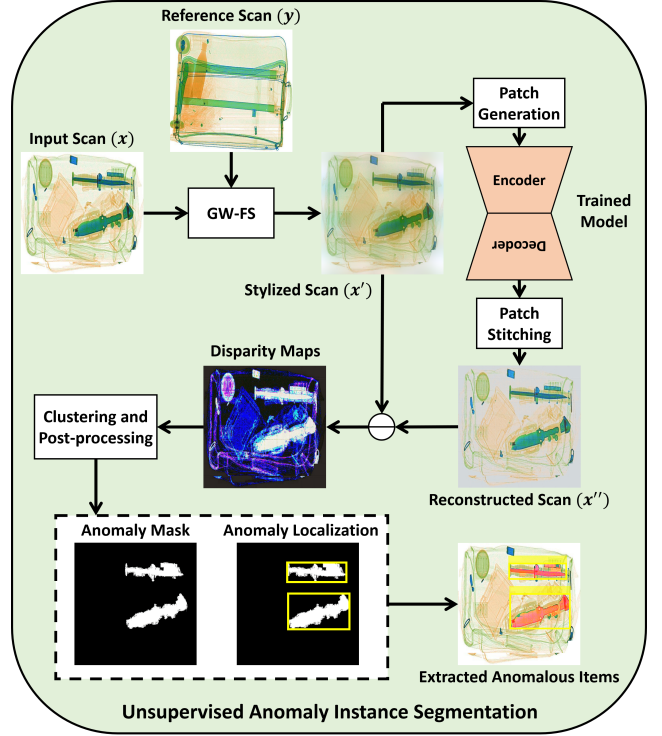 Reference Scan (y)
Input Scan (x)
GW-FS
Patch
Generation
Encoder
Decoder
Trained
Model
Stylized Scan (x′)
Patch
Stitching
Disparity Maps
Clustering and
Post-processing
Reconstructed Scan (x′′)
Anomaly Mask
Anomaly Localization
Extracted Anomalous Items
Unsupervised Anomaly Instance Segmentation